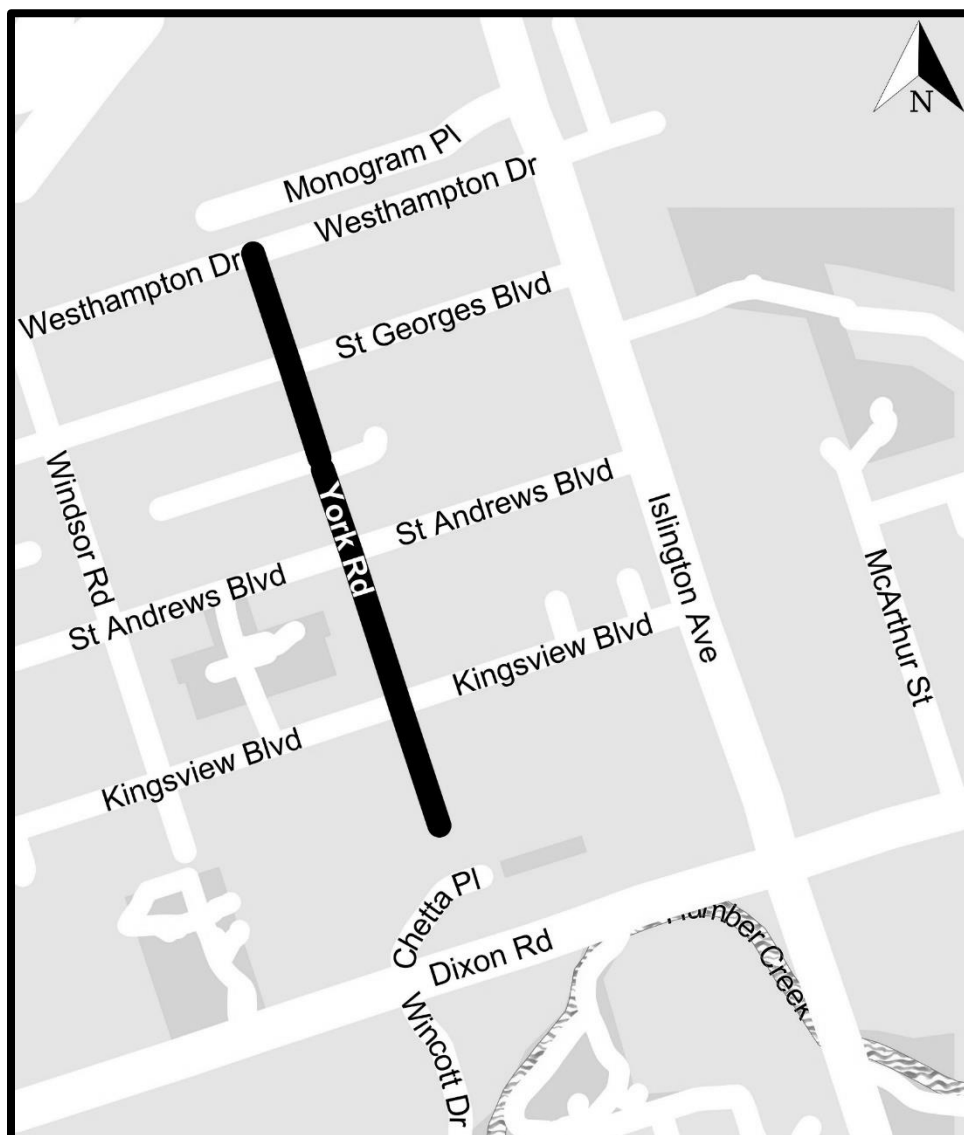 N
Monogram Pl
Westhampton Dr
Westhampton Dr
St Georges Blvd
Windsor Rd
York Rd
St Andrews Blvd
Islington Ave
St Andrews Blvd
McArthur St
Kingsview Blvd
Kingsview Blvd
Chetta Pl
Humber Creek
Dixon Rd
Wincott Dr